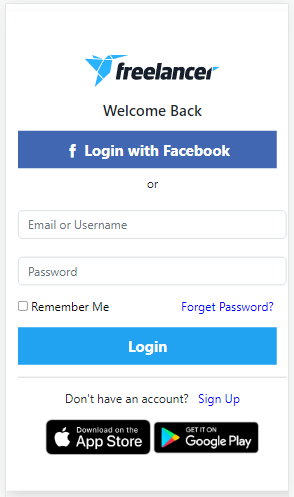 freelancer
Welcome Back
f Login with Facebook
or
Email or Username
Password
Remember Me Forget Password?
Login
Don't have an account? Sign Up
Download on the
App Store
GET IT ON
Google Play